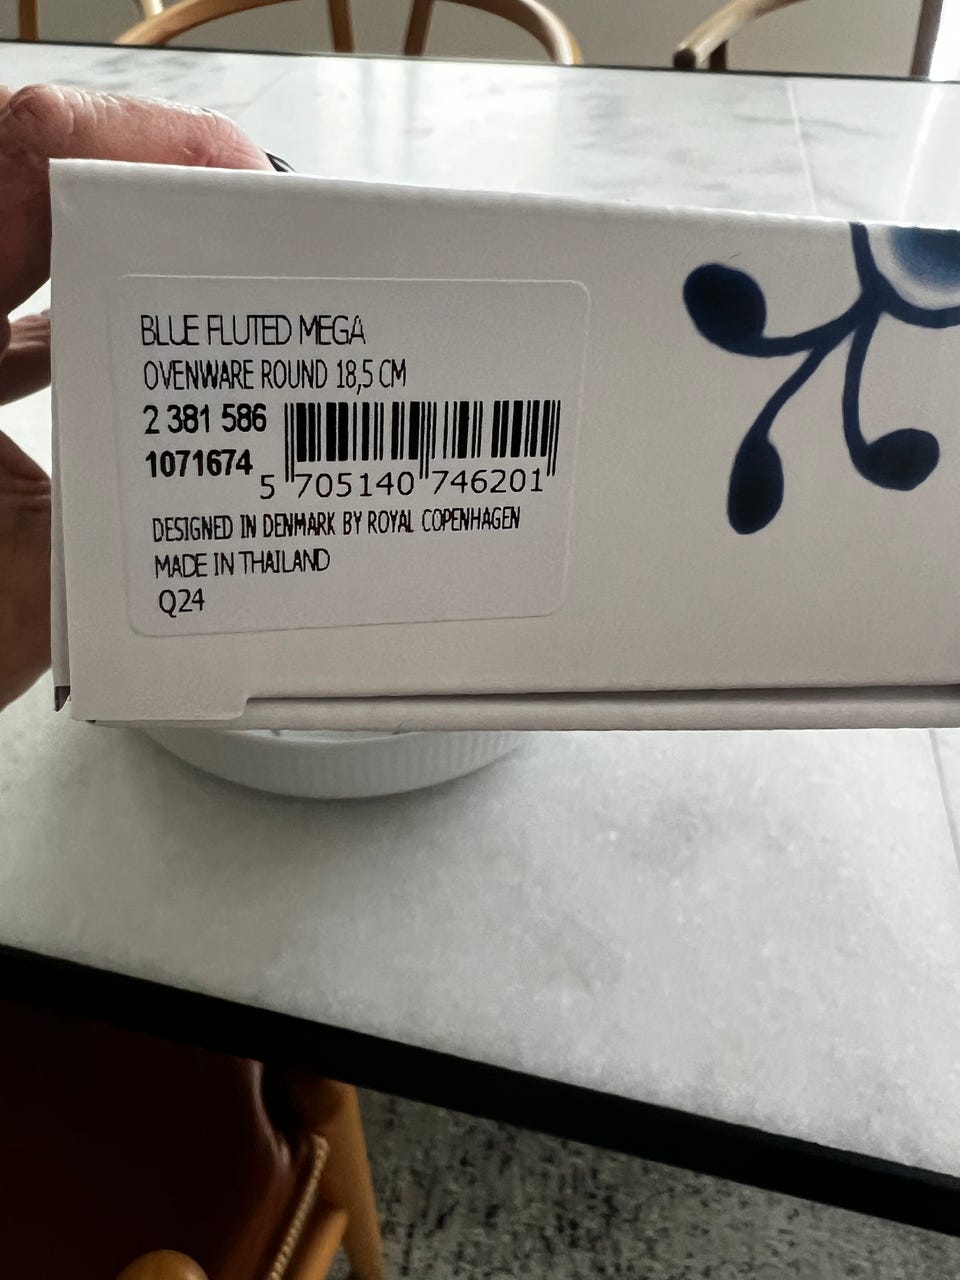 BLUE FLUTED MEGA
OVENWARE ROUND 18,5 CM
2 381 586
1071674
5 705140 746201
DESIGNED IN DENMARK BY ROYAL COPENHAGEN
MADE IN THAILAND
Q24